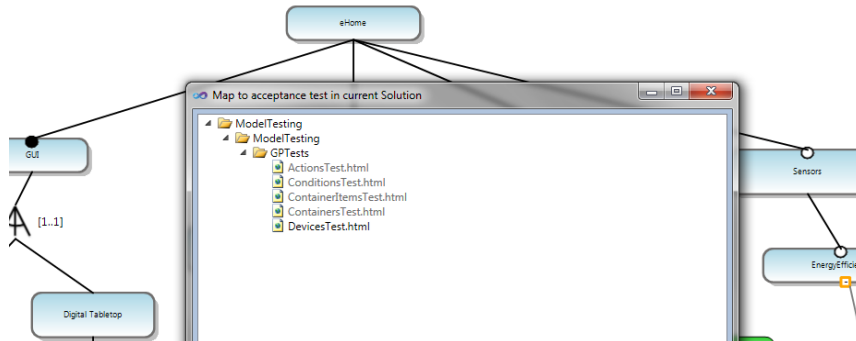 eHome
Map to acceptance test in current Solution
ModelTesting
ModelTesting
GPTests
ActionsTest.html
ConditionsTest.html
ContainerItemsTest.html
ContainersTest.html
DevicesTest.html
GUI
[1..1]
Digital Tabletop
Sensors
EnergyEfficie